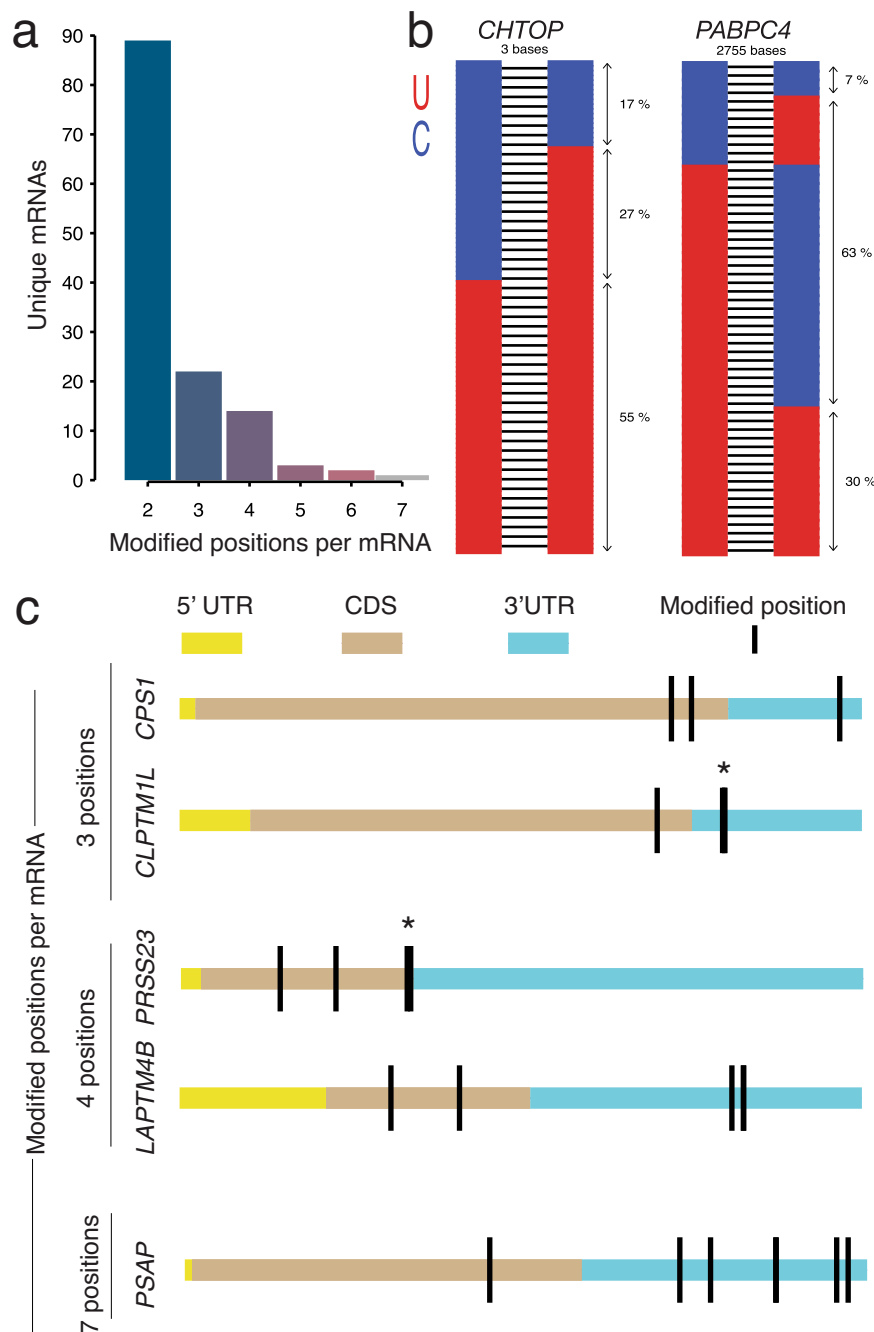 a
90
80
70
60
50
40
30
20
10
0
Unique mRNAs
2 3 4 5 6 7
Modified positions per mRNA
b
U
C
CHTOP
3 bases
17 %
27 %
55 %
PABPC4
2755 bases
7 %
63 %
30 %
c
5' UTR CDS 3'UTR Modified position
Modified positions per mRNA
3 positions
CPS1
CLPTM1L
*
4 positions
PRSS23
*
LAPTM4B
7 positions
PSAP